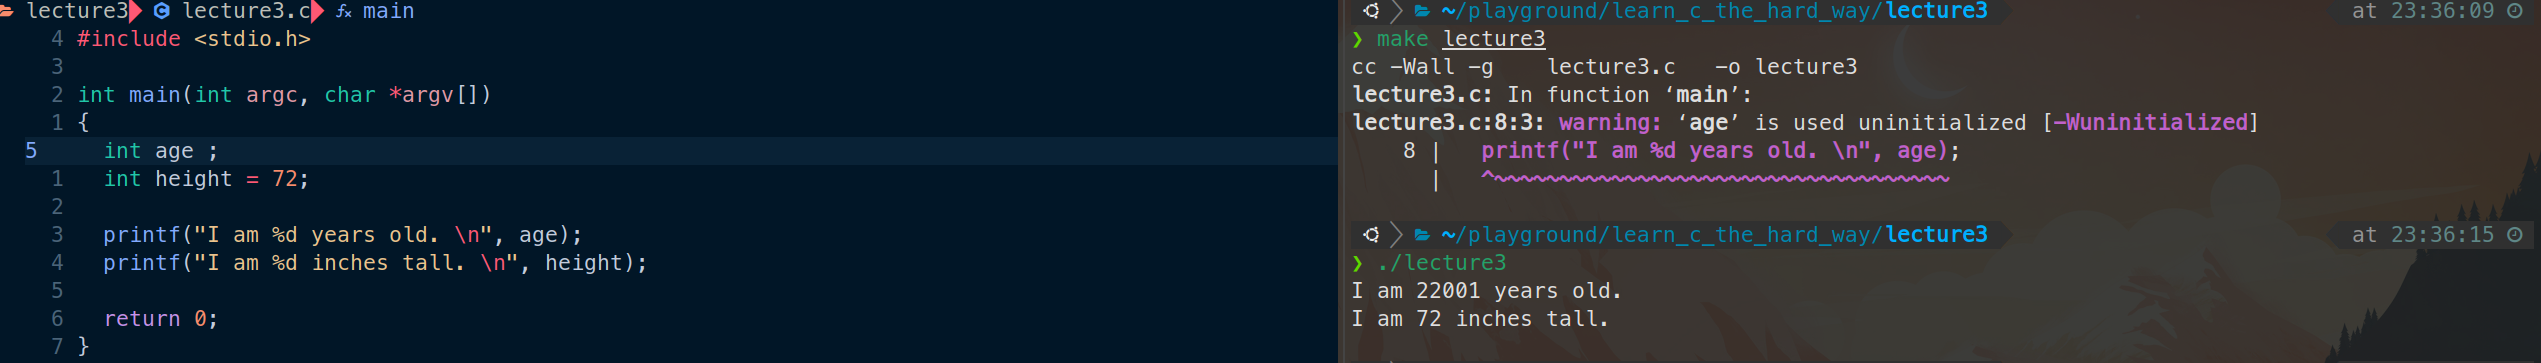 lecture3 lecture3.c main
4 #include <stdio.h>
3
2 int main(int argc, char *argv[])
1 {
5 int age ;
1 int height = 72;
2
3 printf("I am %d years old. \n", age);
4 printf("I am %d inches tall. \n", height);
5
6 return 0;
7 }
~/playground/learn_c_the_hard_way/lecture3 at 23:36:09
❯ make lecture3
cc -Wall -g lecture3.c -o lecture3
lecture3.c: In function ‘main’:
lecture3.c:8:3: warning: ‘age’ is used uninitialized [-Wuninitialized]
8 | printf("I am %d years old. \n", age);
| ^~~~~~~~~~~~~~~~~~~~~~~~~~~~~~~~~~~~
~/playground/learn_c_the_hard_way/lecture3 at 23:36:15
❯ ./lecture3
I am 22001 years old.
I am 72 inches tall.